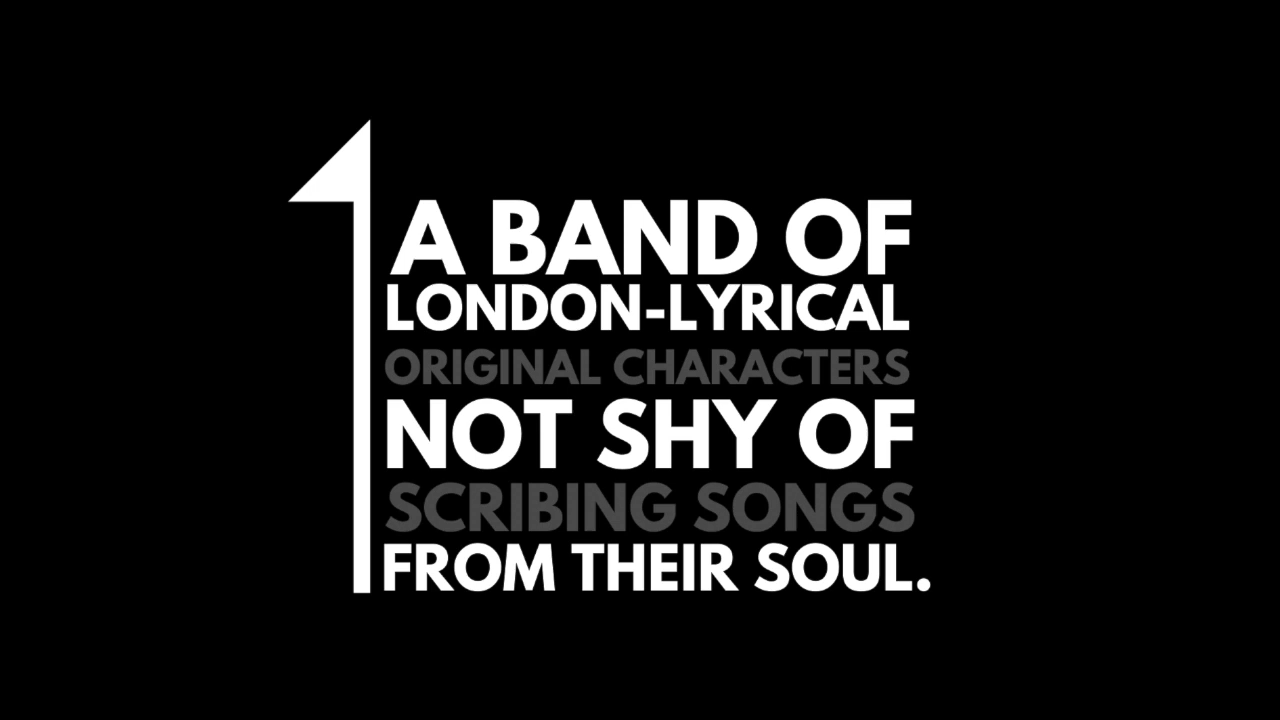 A BAND OF
LONDON-LYRICAL
ORIGINAL CHARACTERS
NOT SHY OF
SCRIBING SONGS
FROM THEIR SOUL.